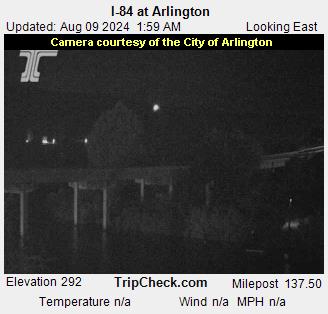 I-84 at Arlington
Updated: Aug 09 2024 1:59 AM Looking East
Camera courtesy of the City of Arlington
Elevation 292 TripCheck.com Milepost 137.50
Temperature n/a Wind n/a MPH n/a